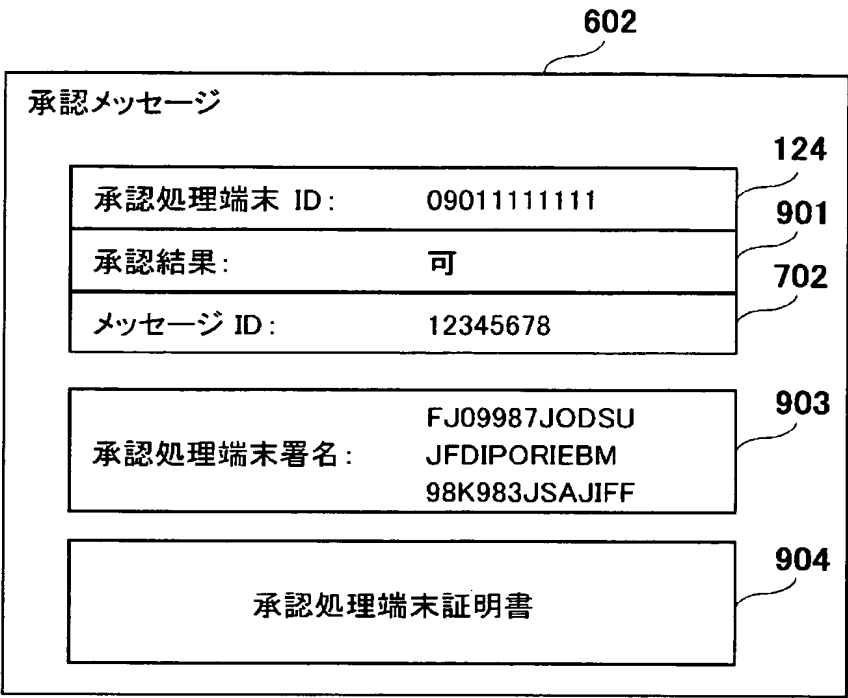 602
承認メッセージ
124
承認処理端末 ID: 09011111111
901
承認結果: 可
702
メッセージ ID: 12345678
903
FJ09987JODSU
承認処理端末署名: JFDIPORIEBM
98K983JSAJIFF
904
承認処理端末証明書